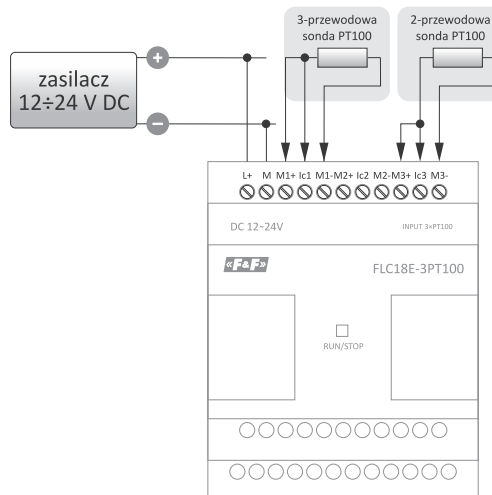 3-przewodowa
sonda PT100
2-przewodowa
sonda PT100
+
zasilacz
12÷24 V DC
−
L+ M M1+ Ic1 M1- M2+ Ic2 M2- M3+ Ic3 M3-
DC 12-24V
INPUT 3×PT100
«F&F»
FLC18E-3PT100
RUN/STOP